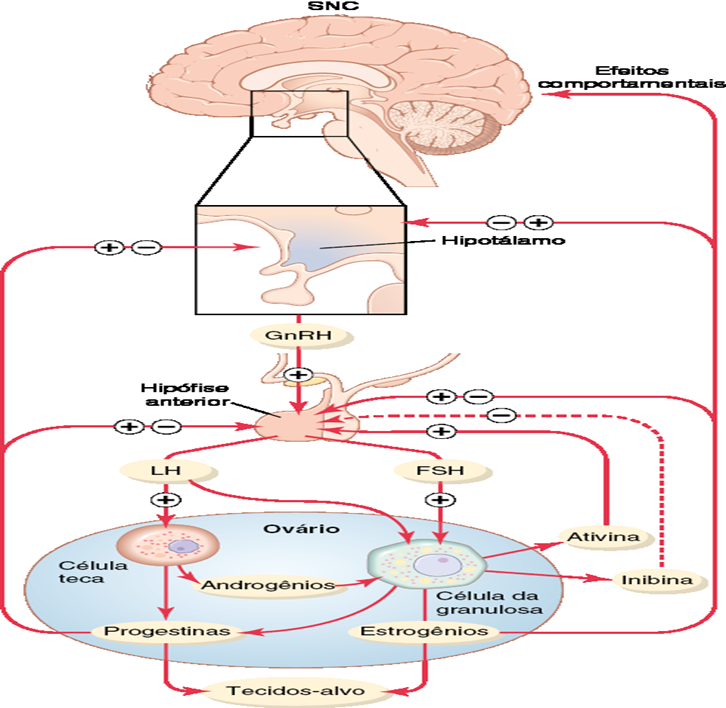 SNC
Efeitos
comportamentais
− +
Hipotálamo
+ −
GnRH
+
Hipófise
anterior
+ −
−
+ −
+
LH
FSH
+
+
Ovário
Ativina
Célula
teca
Androgênios
Inibina
Célula da
granulosa
Progestinas
Estrogênios
Tecidos-alvo